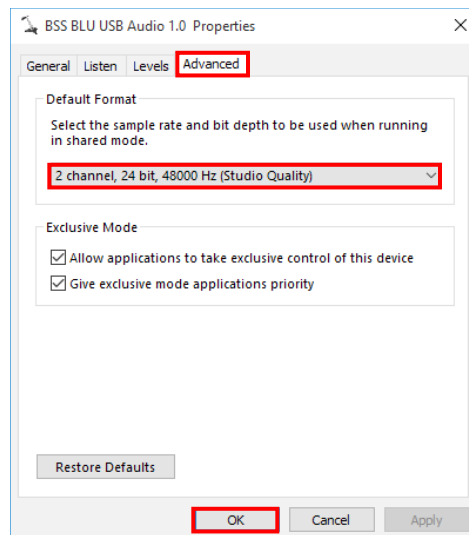 BSS BLU USB Audio 1.0 Properties
General Listen Levels Advanced
Default Format
Select the sample rate and bit depth to be used when running
in shared mode.
2 channel, 24 bit, 48000 Hz (Studio Quality)
Exclusive Mode
Allow applications to take exclusive control of this device
Give exclusive mode applications priority
Restore Defaults
OK Cancel Apply